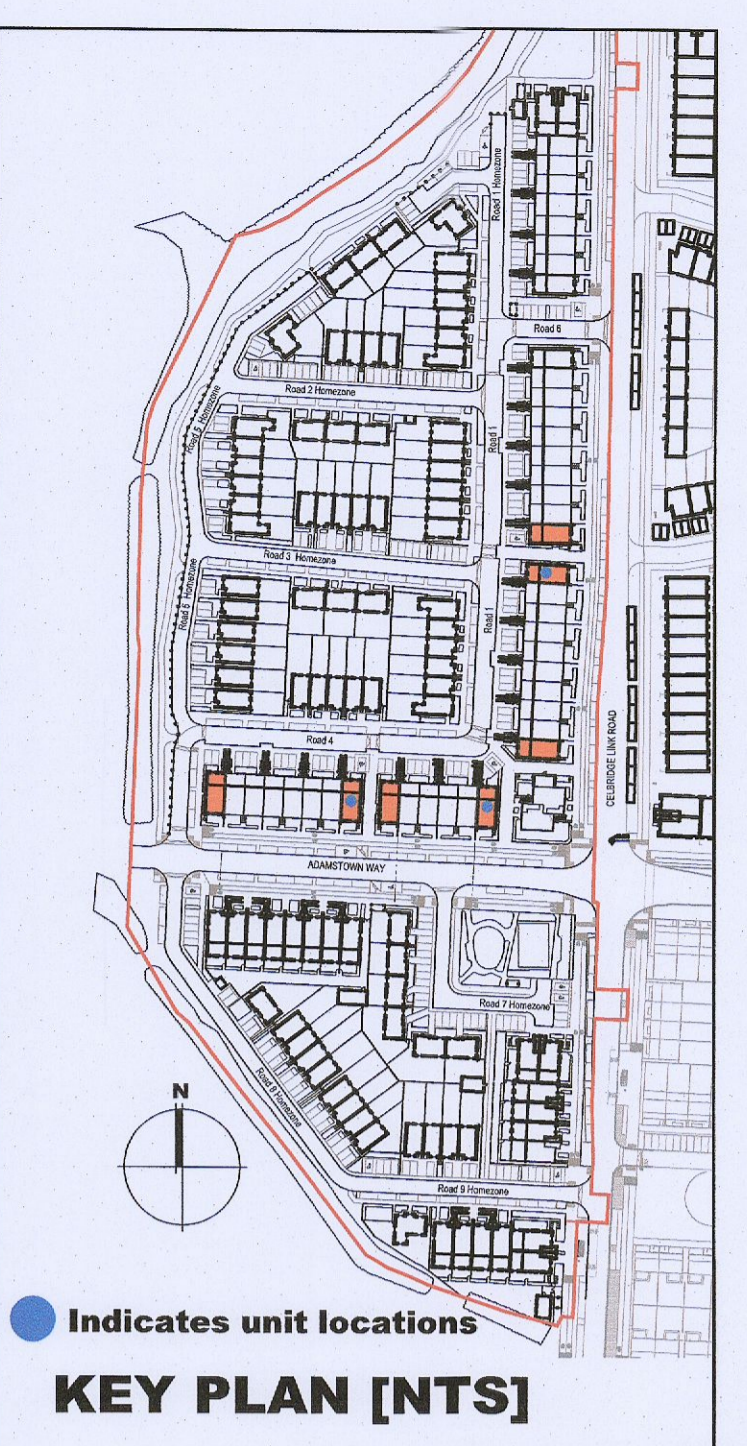 Road 1 Homezone
Road 6
Road 2 Homezone
Road 5 Homezone
Road 1
Road 3 Homezone
Road 6 Homezone
Road 1
CELBRIDGE LINK ROAD
Road 4
ADAMSTOWN WAY
Road 7 Homezone
Road 8 Homezone
N
Road 9 Homezone
Indicates unit locations
KEY PLAN [NTS]